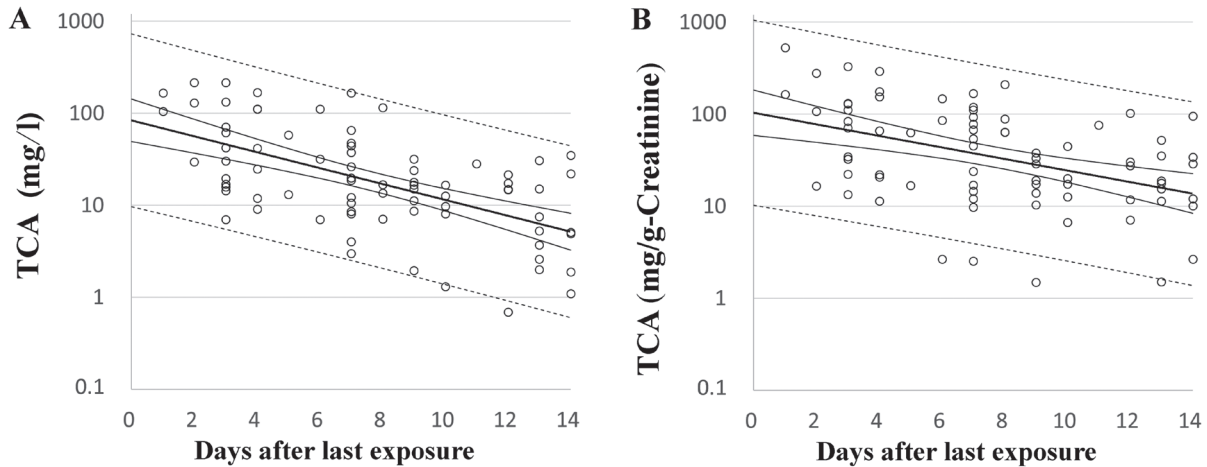 A
TCA (mg/l)
1000
100
10
1
0.1
0 2 4 6 8 10 12 14
Days after last exposure
B
TCA (mg/g-Creatinine)
1000
100
10
1
0.1
0 2 4 6 8 10 12 14
Days after last exposure